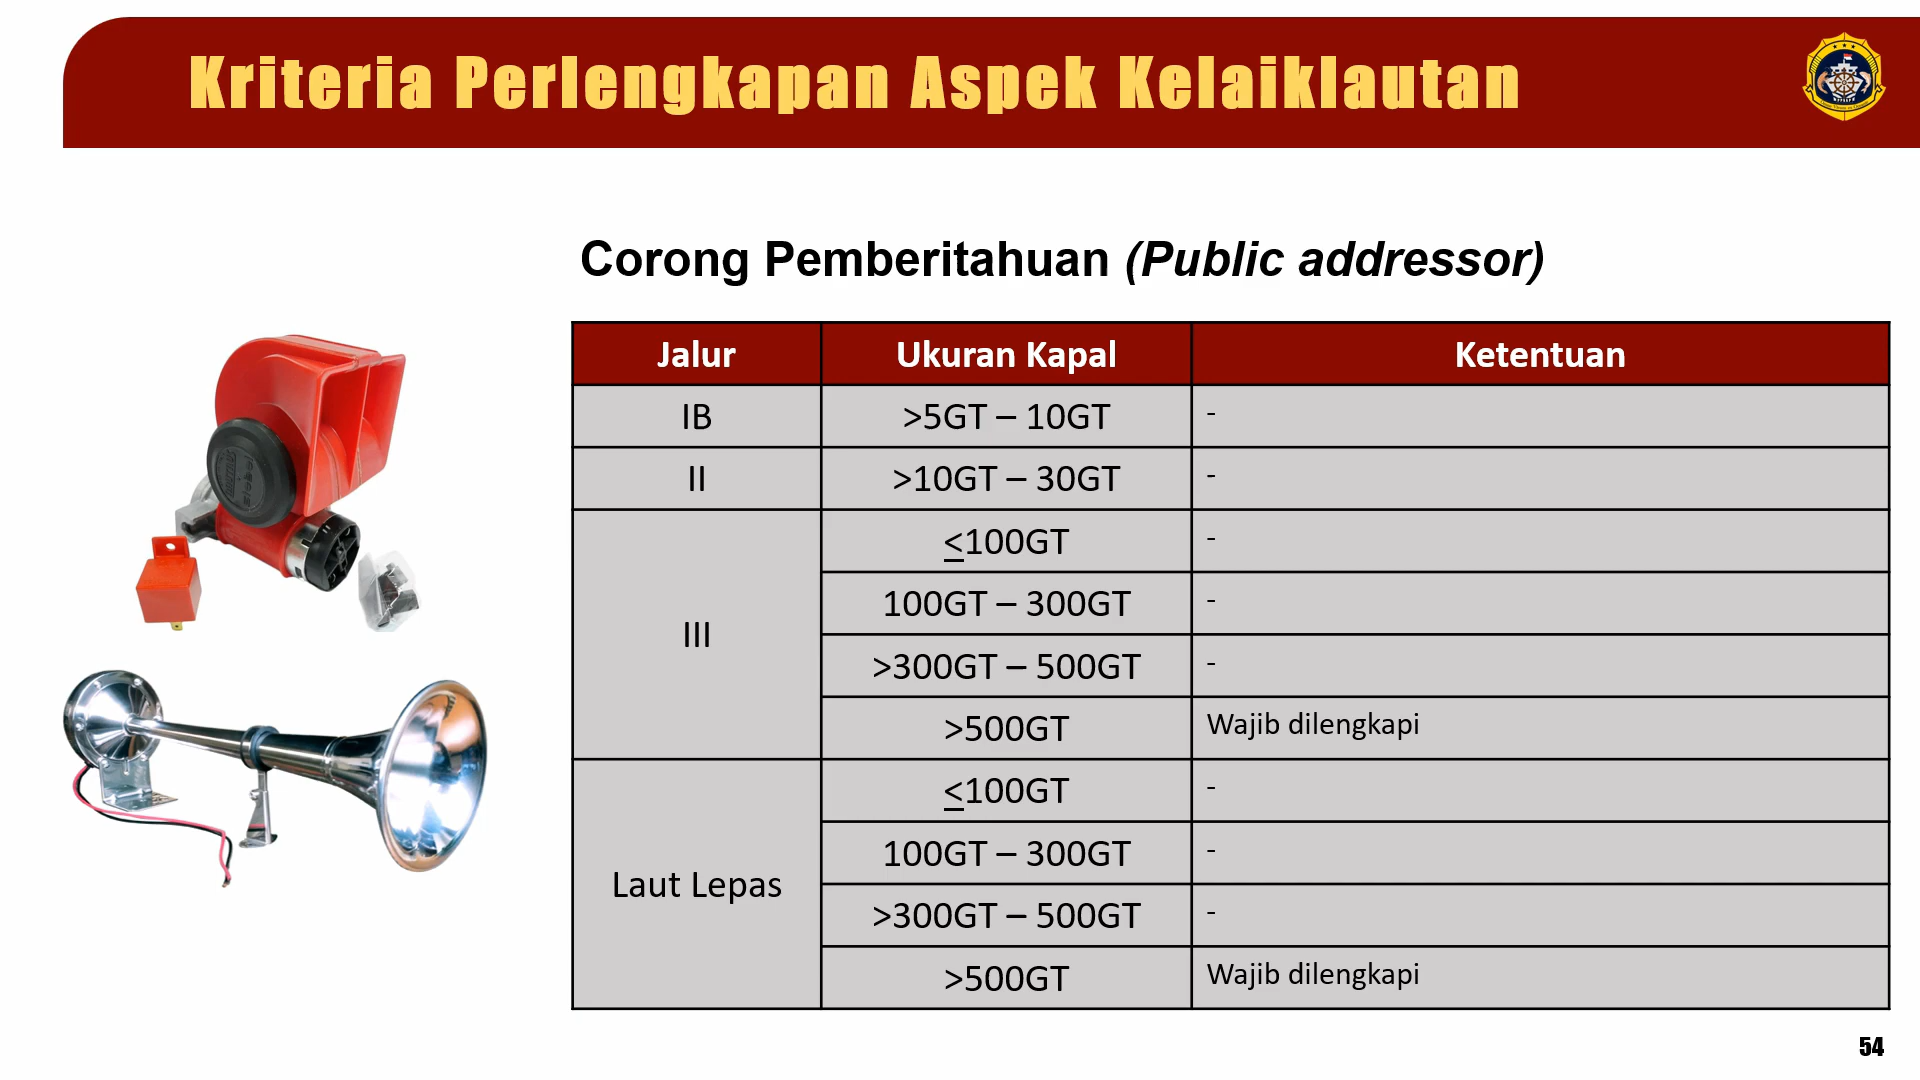 Kriteria Perlengkapan Aspek Kelaiklautan
Corong Pemberitahuan (Public addressor)
Jalur Ukuran Kapal Ketentuan
IB >5GT – 10GT -
II >10GT – 30GT -
III
≤100GT -
100GT – 300GT -
>300GT – 500GT -
>500GT Wajib dilengkapi
Laut Lepas
≤100GT -
100GT – 300GT -
>300GT – 500GT -
>500GT Wajib dilengkapi
54